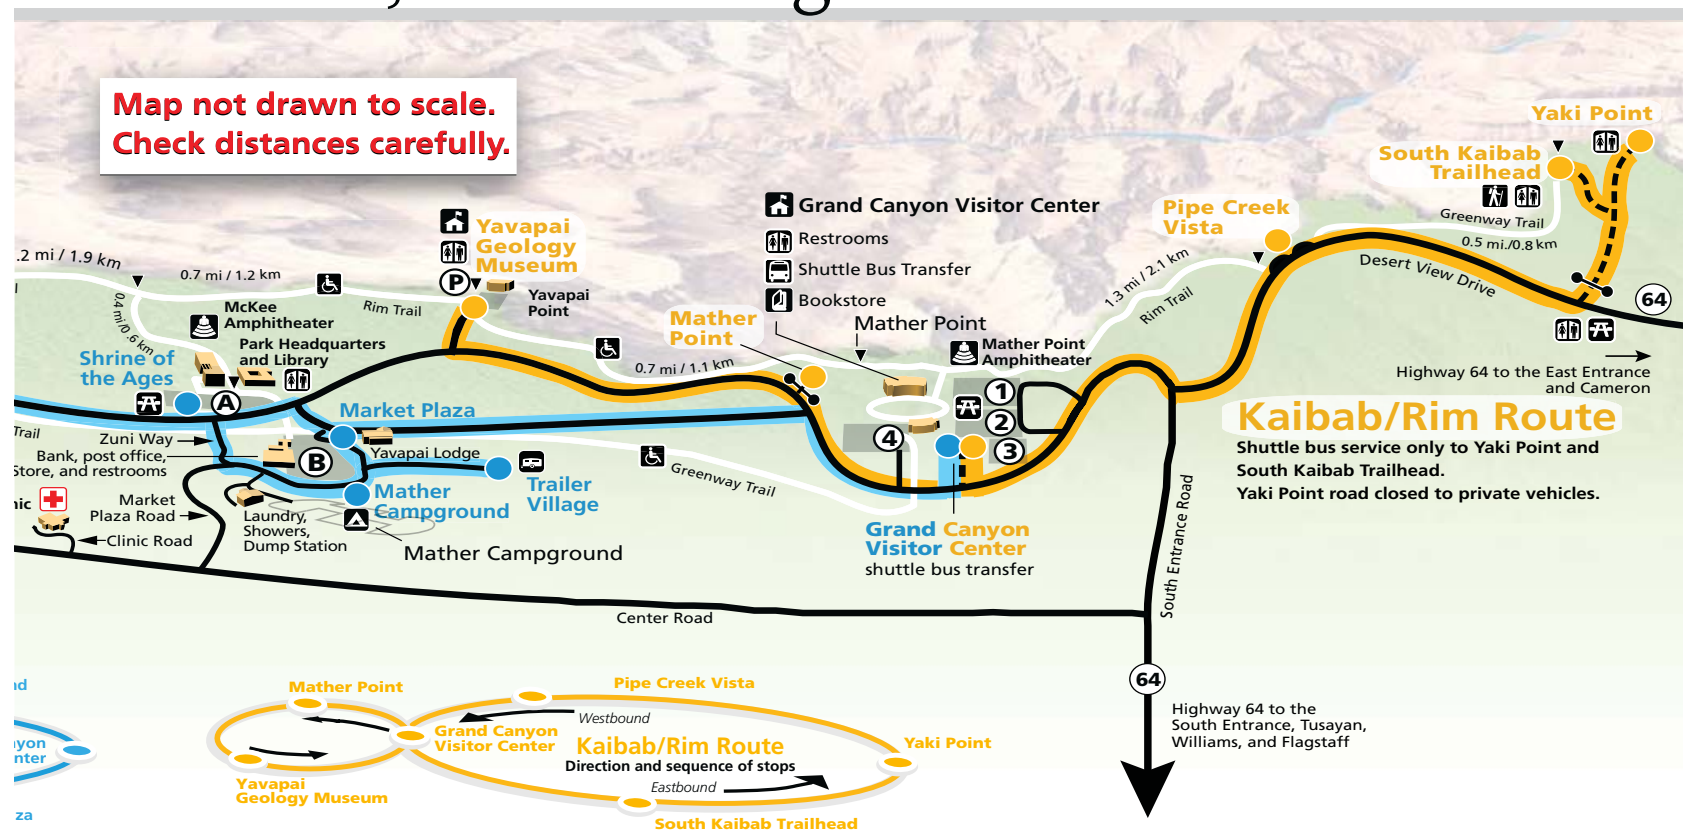 Map not drawn to scale.
Check distances carefully.
Yaki Point
South Kaibab
Trailhead
Greenway Trail
0.5 mi./0.8 km
Pipe Creek
Vista
Desert View Drive
64
Highway 64 to the East Entrance
and Cameron
Grand Canyon Visitor Center
Restrooms
Shuttle Bus Transfer
Bookstore
Mather Point
1.3 mi / 2.1 km
Rim Trail
Yavapai
Geology
Museum
P
Yavapai
Point
.2 mi / 1.9 km
0.7 mi / 1.2 km
Rim Trail
0.4 mi/0.6 km
McKee
Amphitheater
Park Headquarters
and Library
Shrine of
the Ages
A
Mather
Point
0.7 mi / 1.1 km
Mather Point
Amphitheater
1
2
3
4
Kaibab/Rim Route
Shuttle bus service only to Yaki Point and
South Kaibab Trailhead.
Yaki Point road closed to private vehicles.
Market Plaza
Trail
Zuni Way
Bank, post office,
Store, and restrooms
B
Yavapai Lodge
Greenway Trail
Trailer
Village
Mather
Campground
nic
Market
Plaza Road
Clinic Road
Laundry,
Showers,
Dump Station
Mather Campground
Grand Canyon
Visitor Center
shuttle bus transfer
South Entrance Road
Center Road
64
Highway 64 to the
South Entrance, Tusayan,
Williams, and Flagstaff
Mather Point
Pipe Creek Vista
Westbound
Grand Canyon
Visitor Center
Kaibab/Rim Route
Direction and sequence of stops
Yaki Point
Eastbound
Yavapai
Geology Museum
South Kaibab Trailhead
nd
nyon
nter
za